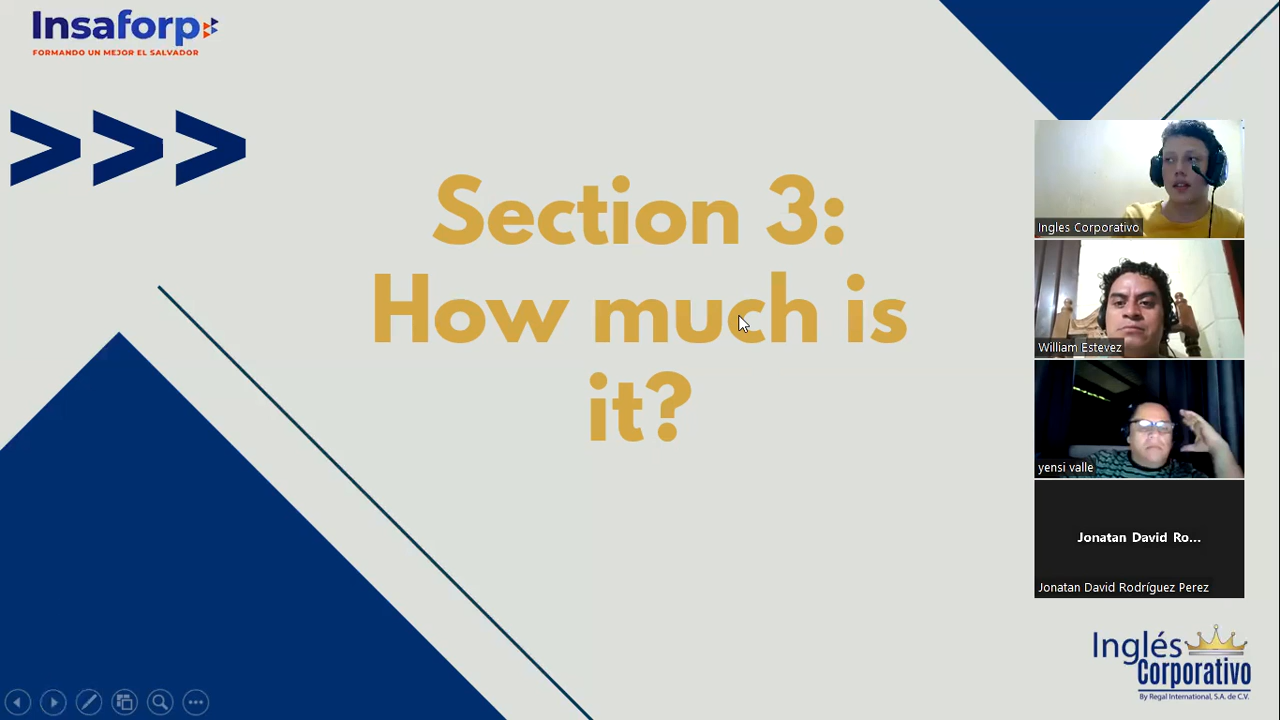 Insaforp
FORMANDO UN MEJOR EL SALVADOR
>>>
Section 3:
How much is
it?
Ingles Corporativo
William Estevez
yensi valle
Jonatan David Ro...
Jonatan David Rodríguez Perez
Inglés
Corporativo
By Regal International, S.A. de C.V.